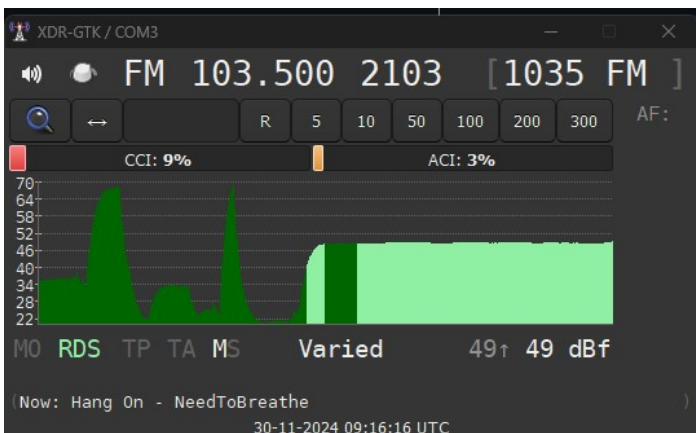 XDR-GTK / COM3
FM 103.500 2103 [1035 FM ]
↔ R 5 10 50 100 200 300 AF:
CCI: 9% ACI: 3%
70
64
58
52
46
40
34
28
22
MO RDS TP TA MS Varied 49↑ 49 dBf
(Now: Hang On - NeedToBreathe )
30-11-2024 09:16:16 UTC